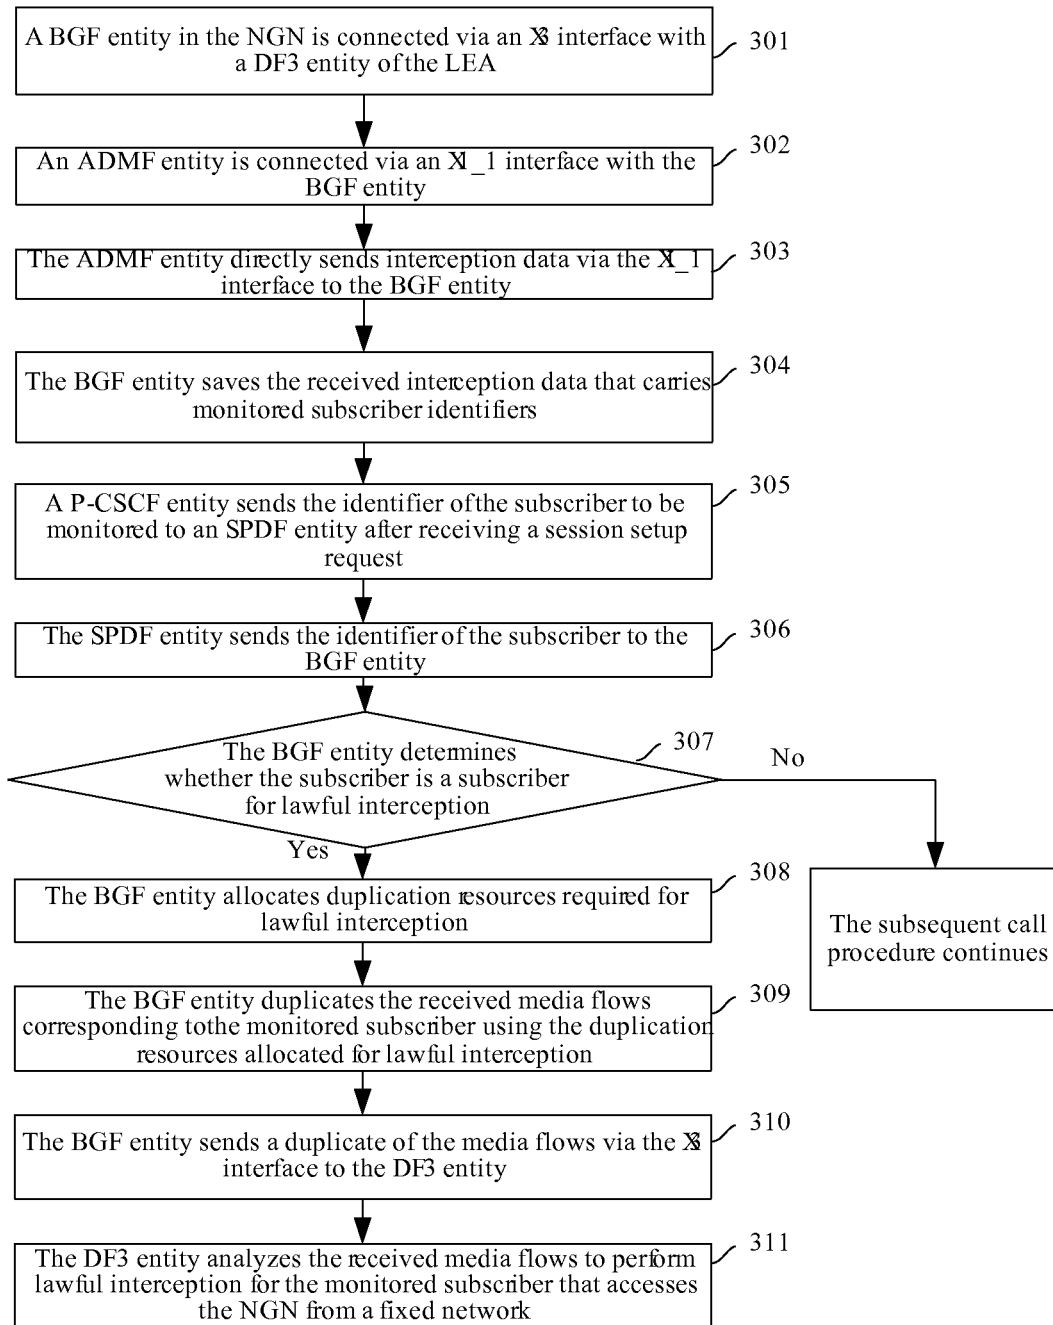 A BGF entity in the NGN is connected via an X3 interface with
a DF3 entity of the LEA
301
An ADMF entity is connected via an X1_1 interface with the
BGF entity
302
The ADMF entity directly sends interception data via the X1_1
interface to the BGF entity
303
The BGF entity saves the received interception data that carries
monitored subscriber identifiers
304
A P-CSCF entity sends the identifier of the subscriber to be
monitored to an SPDF entity after receiving a session setup
request
305
The SPDF entity sends the identifier of the subscriber to the
BGF entity
306
The BGF entity determines
whether the subscriber is a subscriber
for lawful interception
307
No
Yes
The BGF entity allocates duplication resources required for
lawful interception
308
The subsequent call
procedure continues
The BGF entity duplicates the received media flows
corresponding tothe monitored subscriber using the duplication
resources allocated for lawful interception
309
The BGF entity sends a duplicate of the media flows via the X3
interface to the DF3 entity
310
The DF3 entity analyzes the received media flows to perform
lawful interception for the monitored subscriber that accesses
the NGN from a fixed network
311